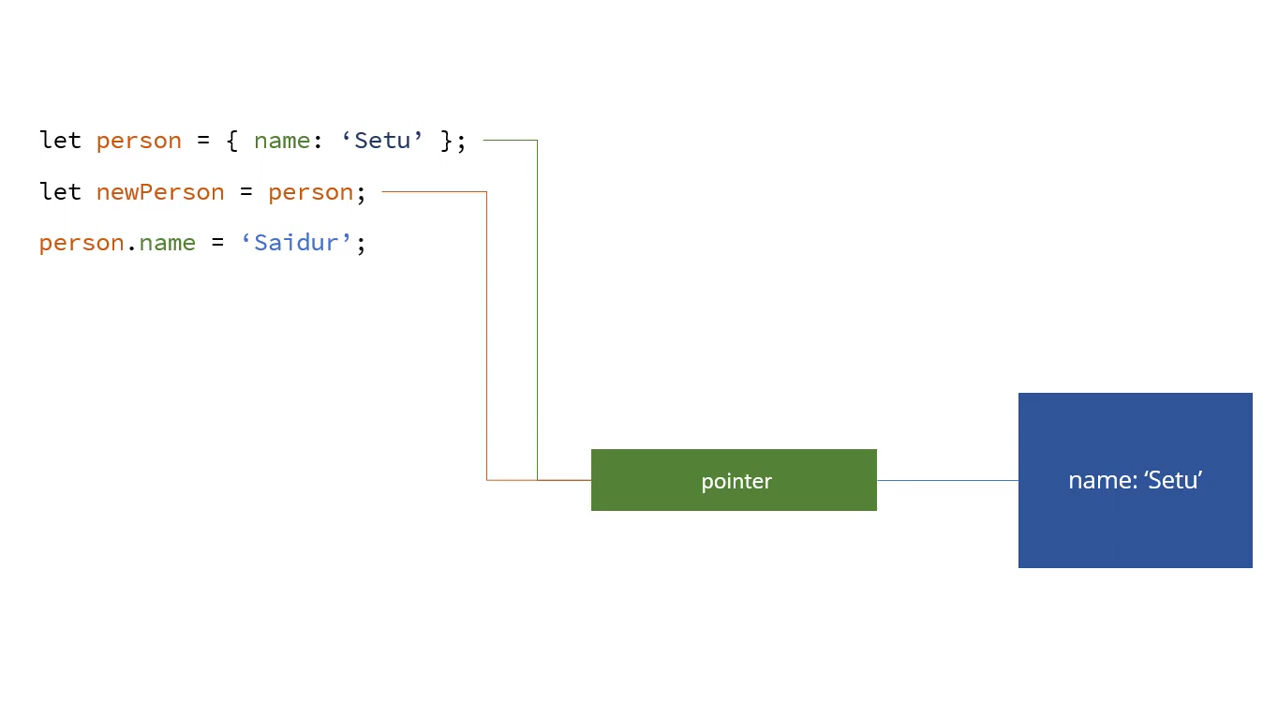 let person = { name: ‘Setu’ };
let newPerson = person;
person.name = ‘Saidur’;
pointer
name: ‘Setu’